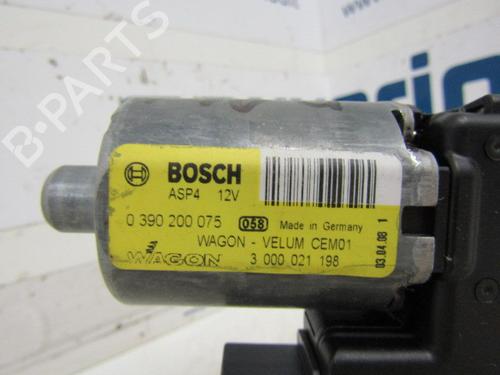 B-PARTS
BOSCH
ASP4 12V
0 390 200 075 058 Made in Germany
WAGON - VELUM CEM01
WAGON 3 000 021 198
03.04.08 1